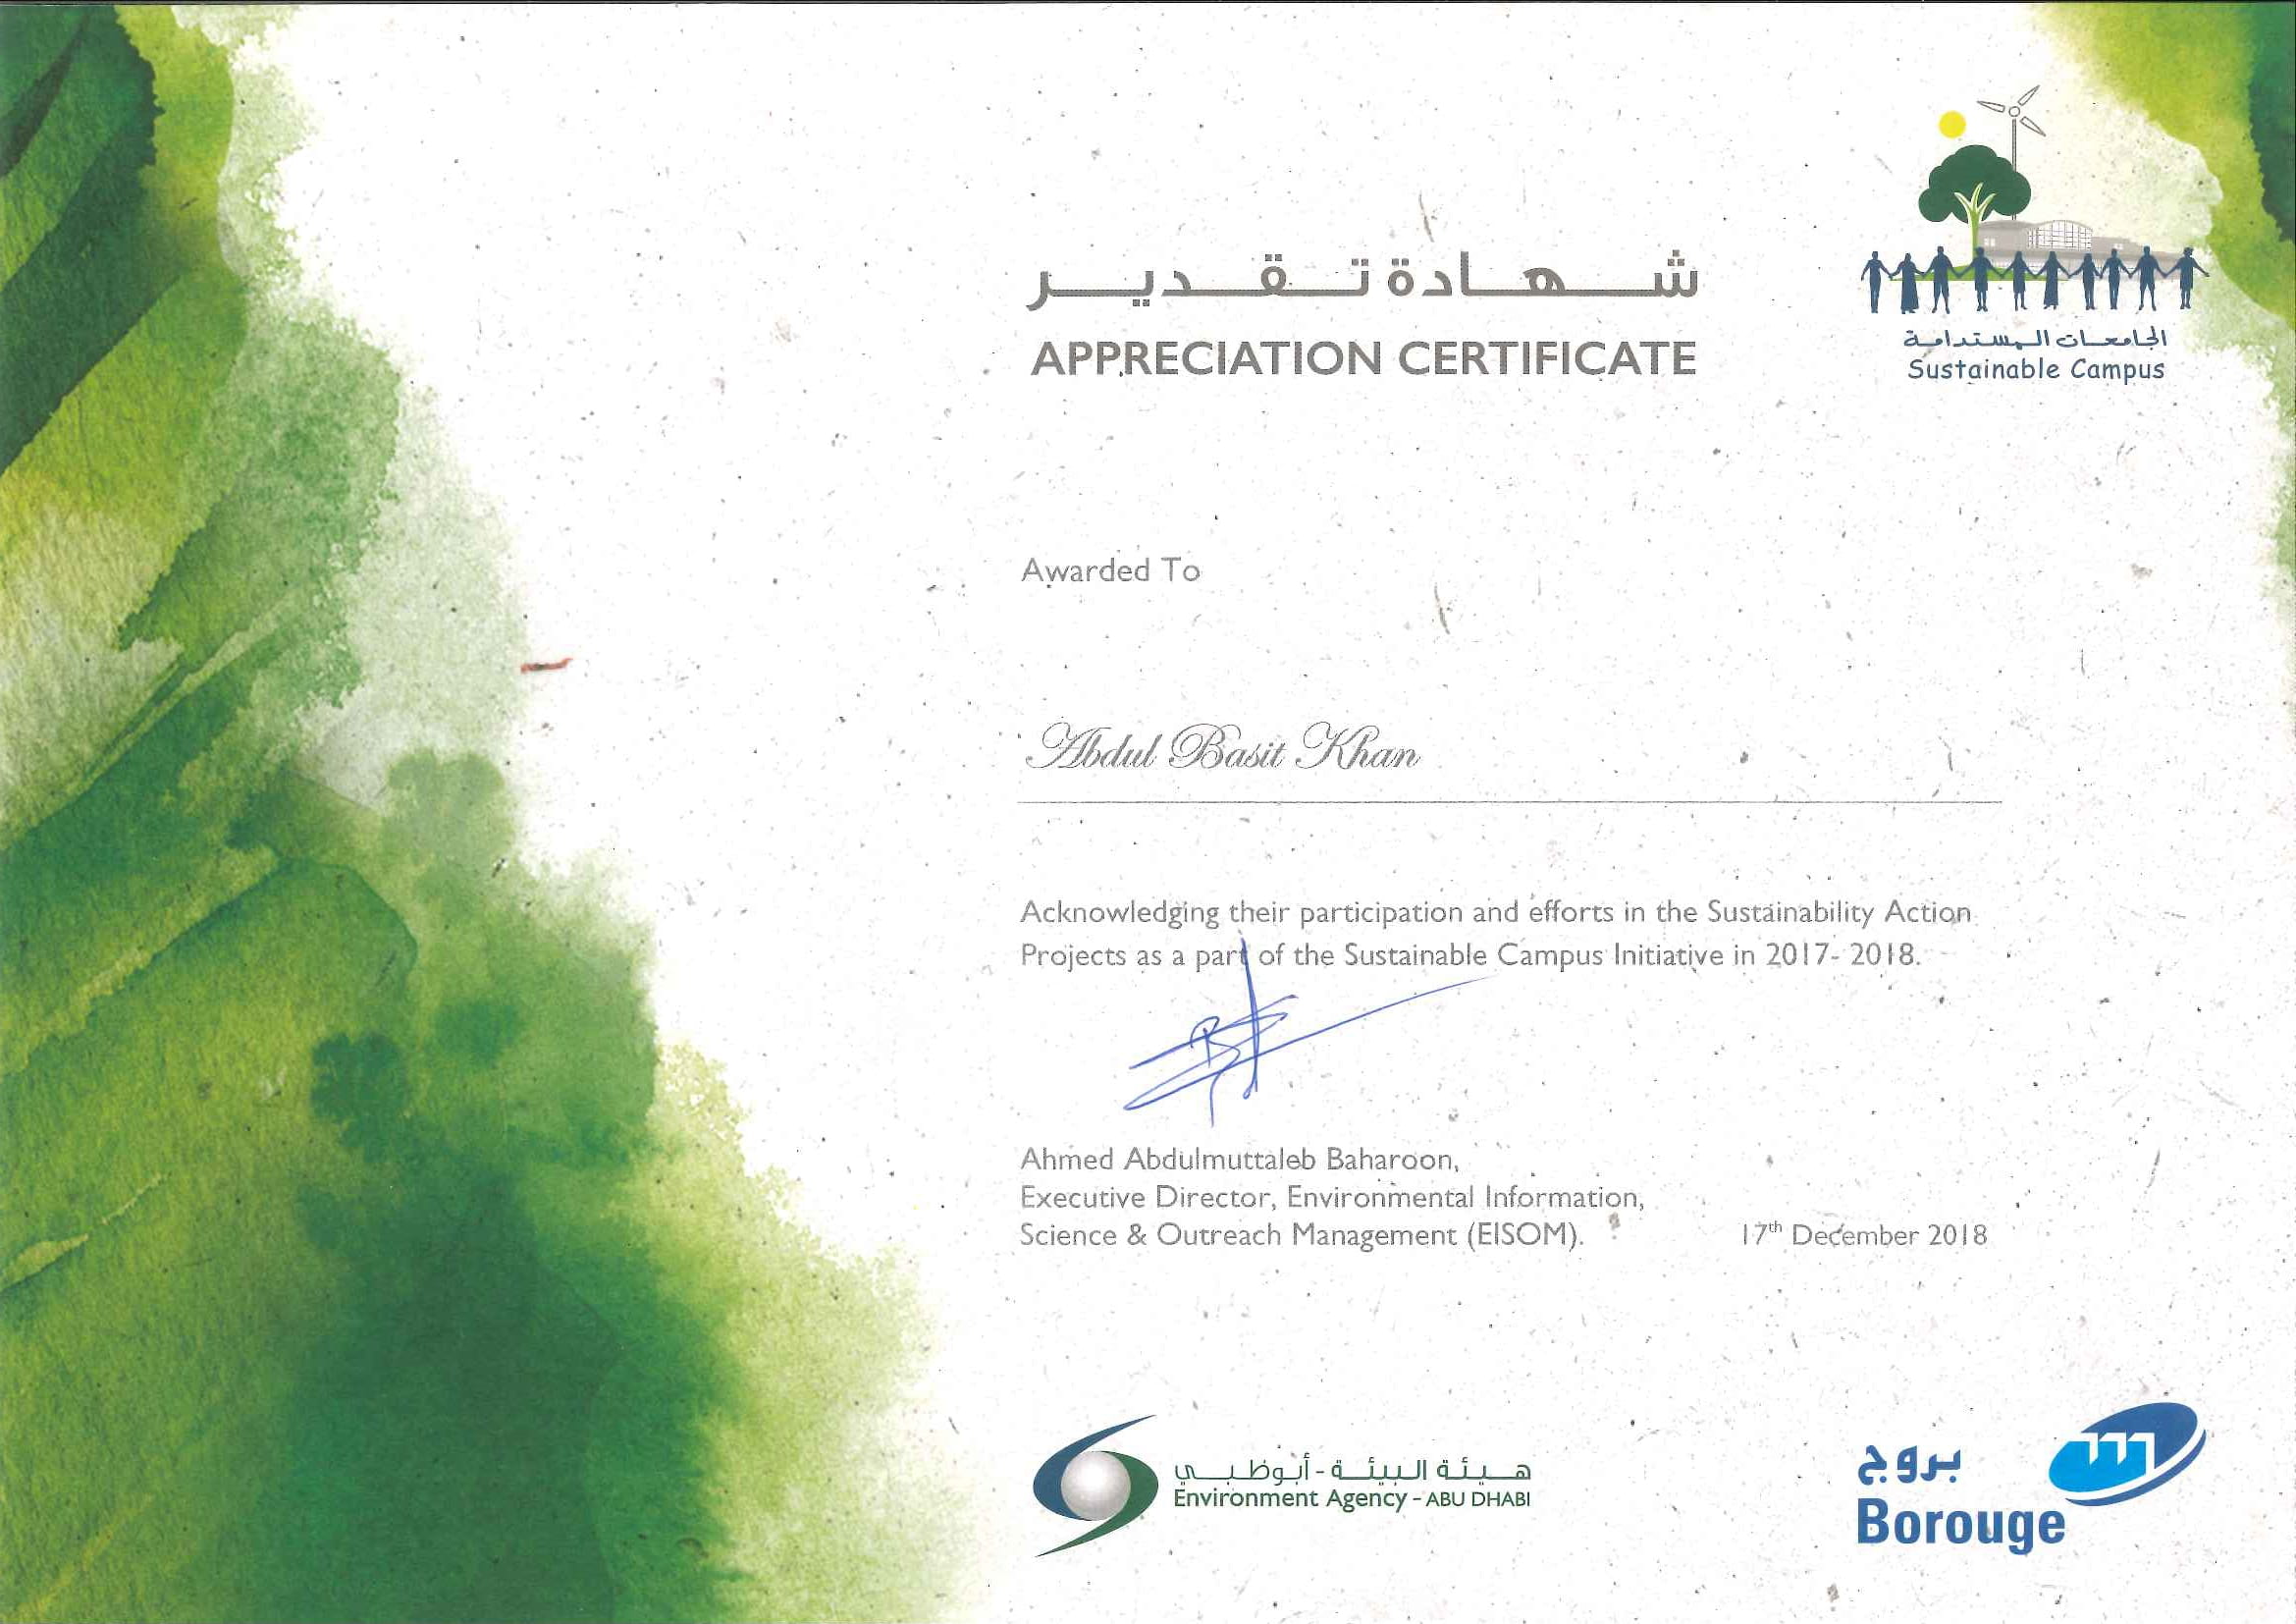 شهادة تقدير
APPRECIATION CERTIFICATE
الجامعات المستدامة
Sustainable Campus
Awarded To
Abdul Basit Khan
Acknowledging their participation and efforts in the Sustainability Action
Projects as a part of the Sustainable Campus Initiative in 2017- 2018.
Ahmed Abdulmuttaleb Baharoon,
Executive Director, Environmental Information,
Science & Outreach Management (EISOM).
17th December 2018
هيئة البيئة - أبوظبي
Environment Agency - ABU DHABI
بروج
Borouge